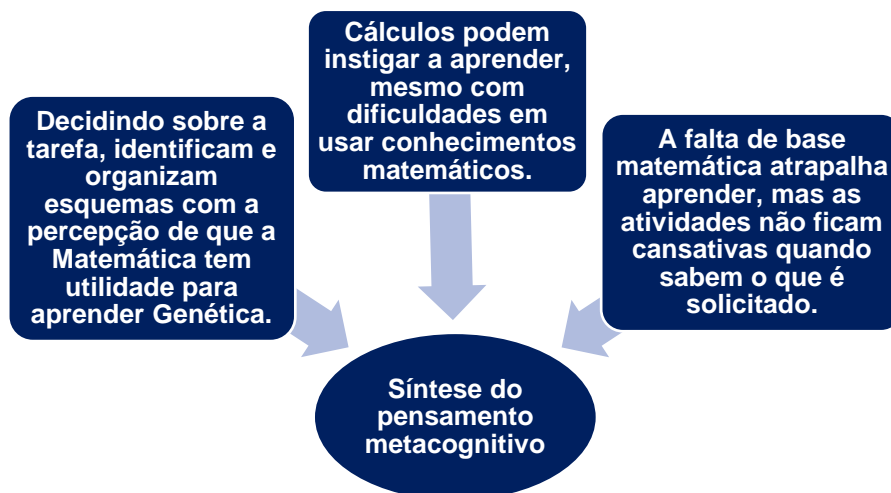 Decidindo sobre a
tarefa, identificam e
organizam
esquemas com a
percepção de que a
Matemática tem
utilidade para
aprender Genética.
Cálculos podem
instigar a aprender,
mesmo com
dificuldades em
usar conhecimentos
matemáticos.
A falta de base
matemática atrapalha
aprender, mas as
atividades não ficam
cansativas quando
sabem o que é
solicitado.
Síntese do
pensamento
metacognitivo